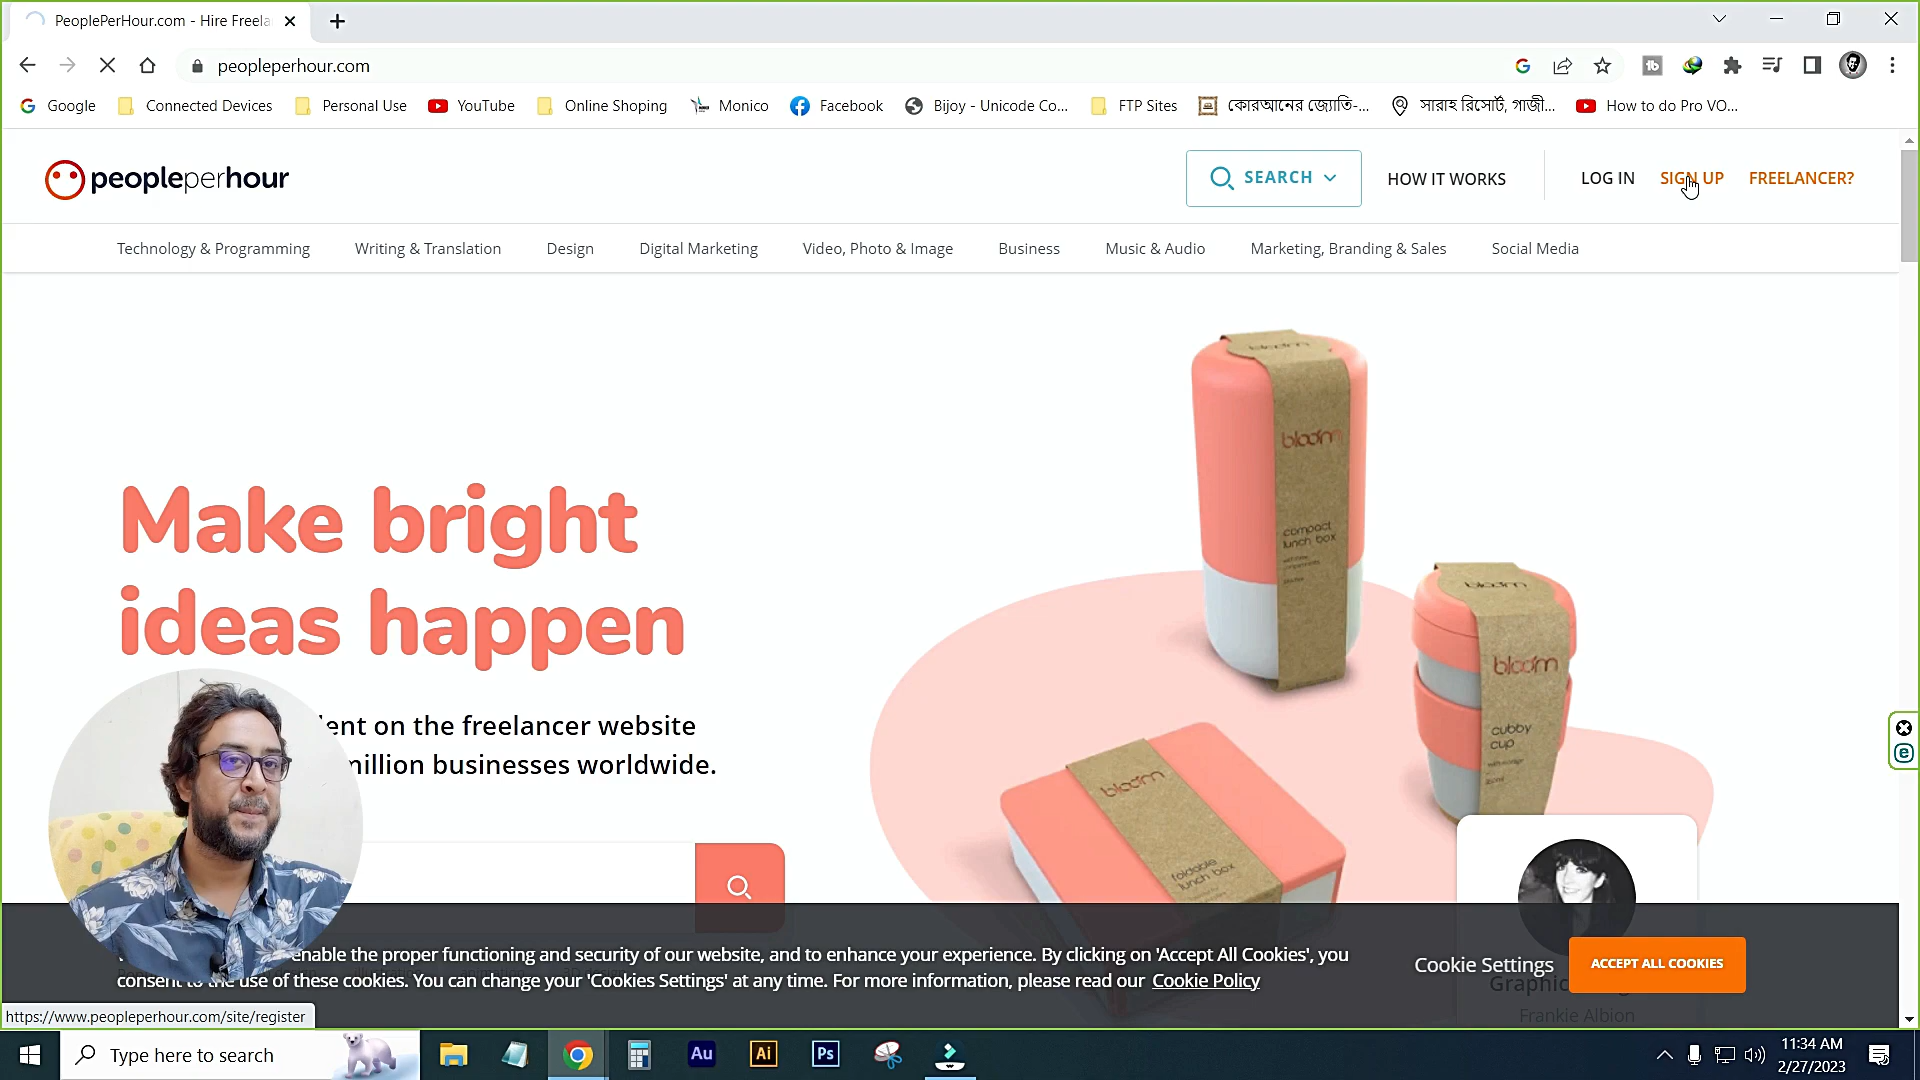 PeoplePerHour.com - Hire Freela
peopleperhour.com
Google
Connected Devices
Personal Use
YouTube
Online Shoping
Monico
Facebook
Bijoy - Unicode Co...
FTP Sites
কোরআনের জ্যোতি-...
সারাহ রিসোর্ট, গাজী...
How to do Pro VO...
peopleperhour
SEARCH
HOW IT WORKS
LOG IN
SIGN UP
FREELANCER?
Technology & Programming
Writing & Translation
Design
Digital Marketing
Video, Photo & Image
Business
Music & Audio
Marketing, Branding & Sales
Social Media
Make bright
ideas happen
lent on the freelancer website
million businesses worldwide.
bloom
compact
lunch box
bloom
bloom
cubby
cup
bloom
foldable
lunch box
enable the proper functioning and security of our website, and to enhance your experience. By clicking on 'Accept All Cookies', you
consent to the use of these cookies. You can change your 'Cookies Settings' at any time. For more information, please read our Cookie Policy
Cookie Settings
ACCEPT ALL COOKIES
Graphic
Frankie Albion
https://www.peopleperhour.com/site/register
Type here to search
Au
Ai
Ps
11:34 AM
2/27/2023